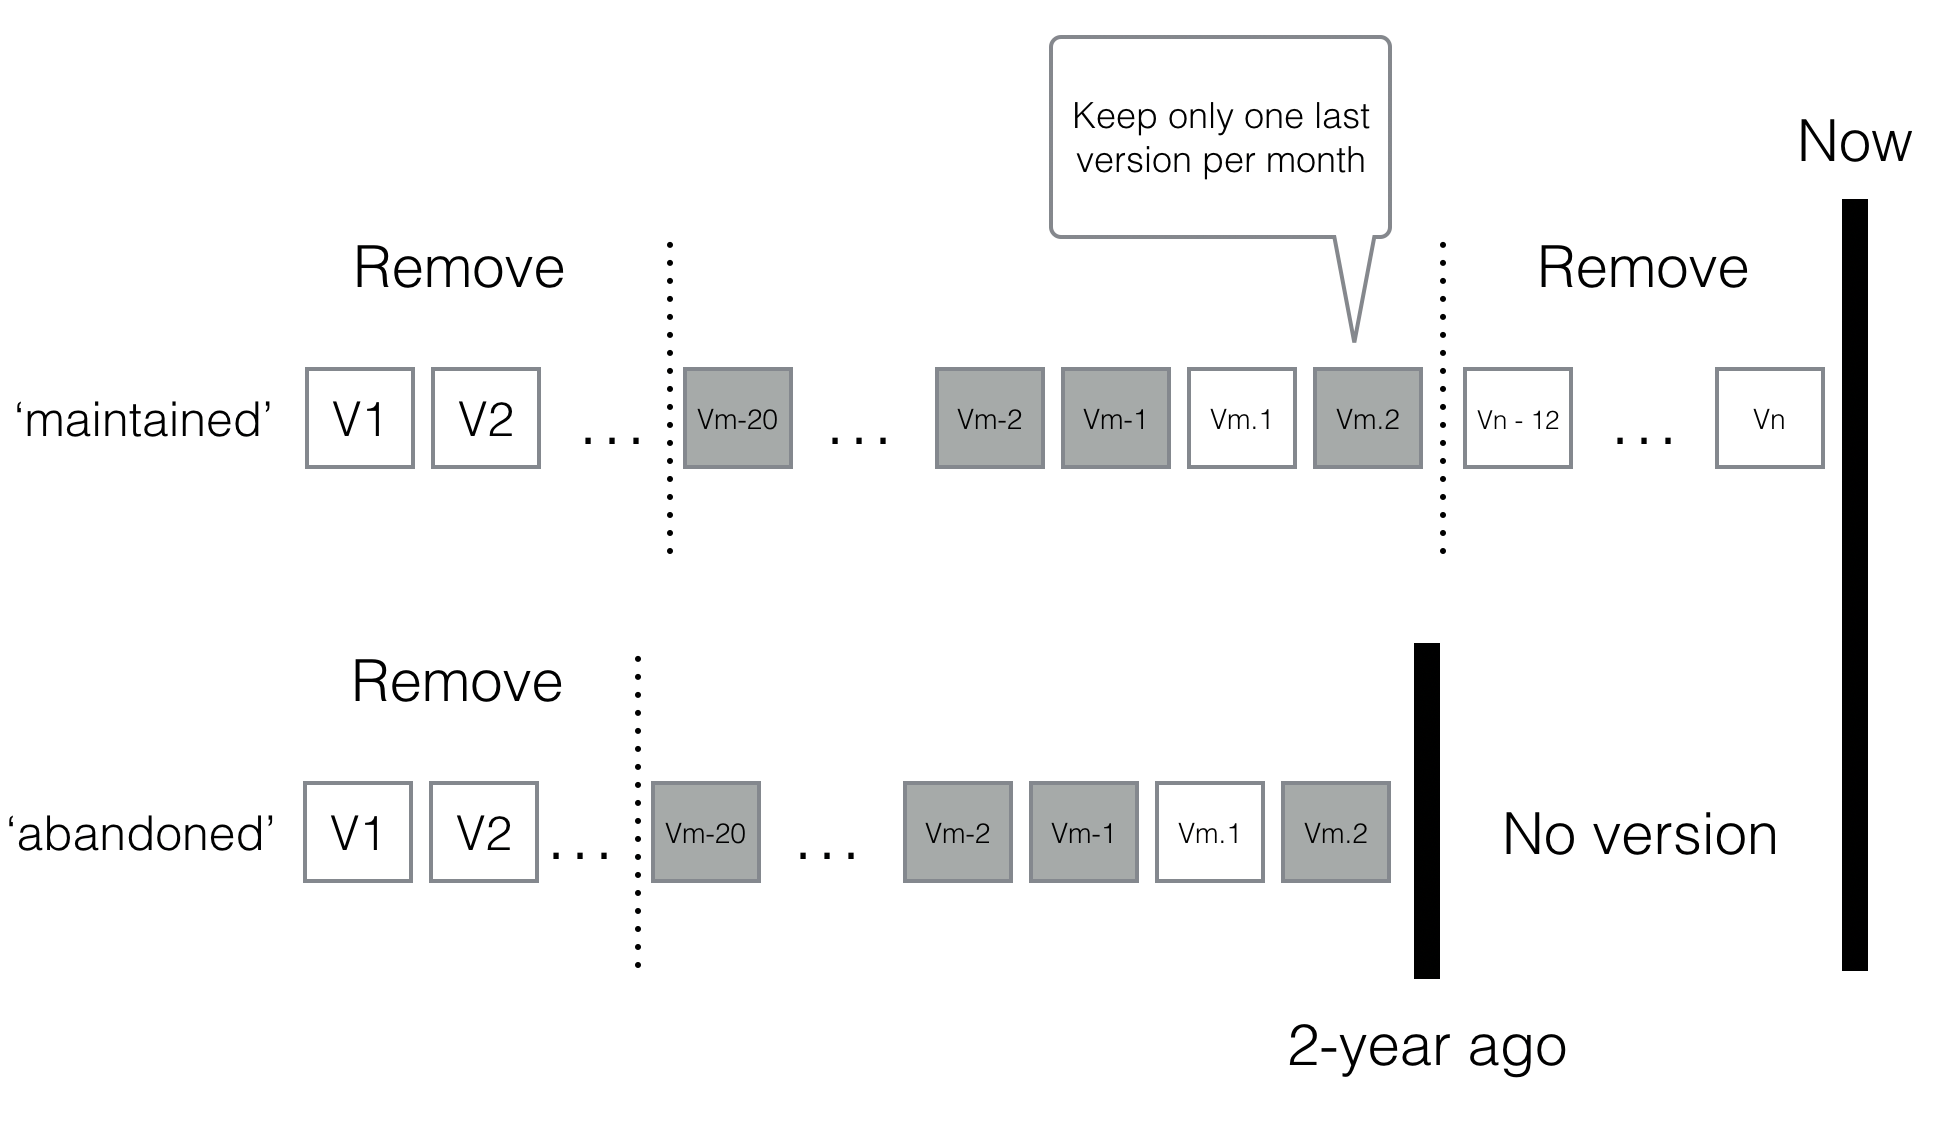 Keep only one last
version per month
Now
Remove
Remove
‘maintained’ V1 V2 ... Vm-20 ... Vm-2 Vm-1 Vm.1 Vm.2 Vn - 12 ... Vn
Remove
‘abandoned’ V1 V2 ... Vm-20 ... Vm-2 Vm-1 Vm.1 Vm.2 No version
2-year ago